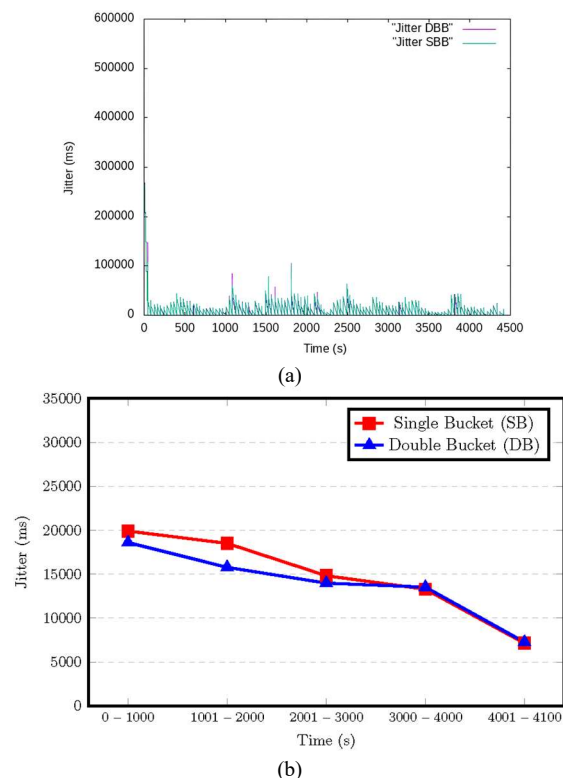 600000
"Jitter DBB"
"Jitter SBB"
500000
400000
Jitter (ms)
300000
200000
100000
0
0 500 1000 1500 2000 2500 3000 3500 4000 4500
Time (s)
(a)
35000
Single Bucket (SB)
Double Bucket (DB)
30000
25000
20000
Jitter (ms)
15000
10000
5000
0
0 − 1000 1001 − 2000 2001 − 3000 3000 − 4000 4001 − 4100
Time (s)
(b)